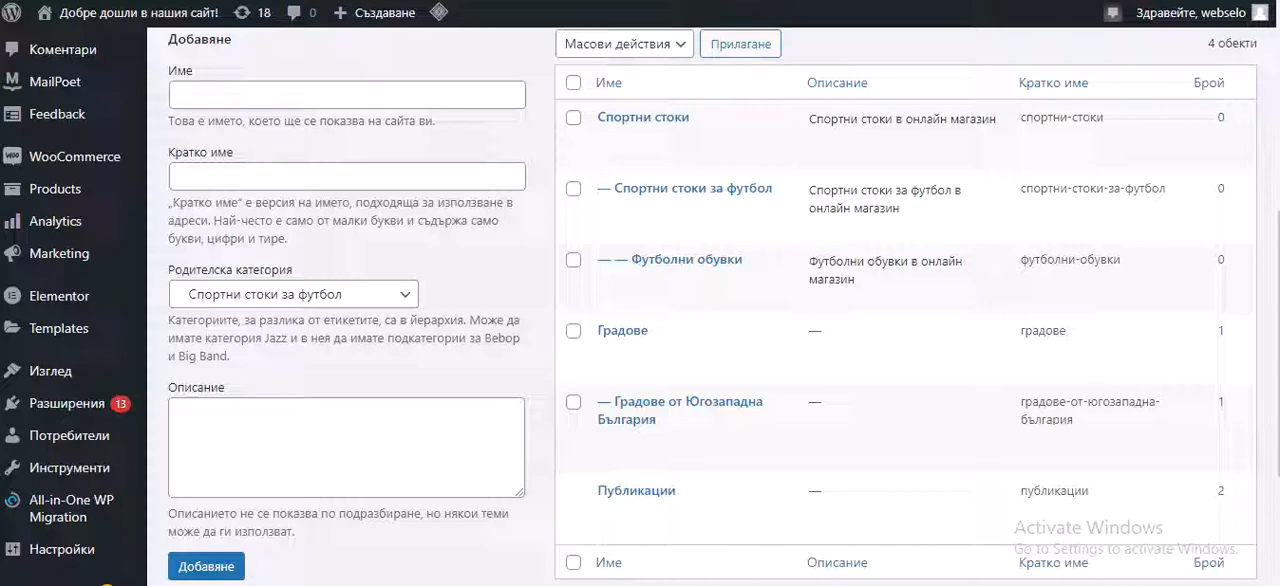 Добре дошли в нашия сайт! 18 0 Създаване Здравейте, webselo
Коментари
MailPoet
Feedback
WooCommerce
Products
Analytics
Marketing
Elementor
Templates
Изглед
Разширения 13
Потребители
Инструменти
All-in-One WP
Migration
Настройки
Добавяне
Име
Това е името, което ще се показва на сайта ви.
Кратко име
„Кратко име“ е версия на името, подходяща за използване в
адреси. Най-често е само от малки букви и съдържа само
букви, цифри и тире.
Родителска категория
Спортни стоки за футбол
Категориите, за разлика от етикетите, са в йерархия. Може да
имате категория Jazz и в нея да имате подкатегории за Bebop
и Big Band.
Описание
Описанието не се показва по подразбиране, но някои теми
може да ги използват.
Добавяне
Масови действия Прилагане 4 обекти
Име Описание Кратко име Брой
Спортни стоки Спортни стоки в онлайн магазин спортни-стоки 0
— Спортни стоки за футбол Спортни стоки за футбол в спортни-стоки-за-футбол 0
онлайн магазин
— — Футболни обувки Футболни обувки в онлайн футболни-обувки 0
магазин
Градове — градове 1
— Градове от Югозападна — градове-от-югозападна- 1
България българия
Публикации — публикации 2
Activate Windows
Go to Settings to activate Windows.
Име Описание Кратко име Брой